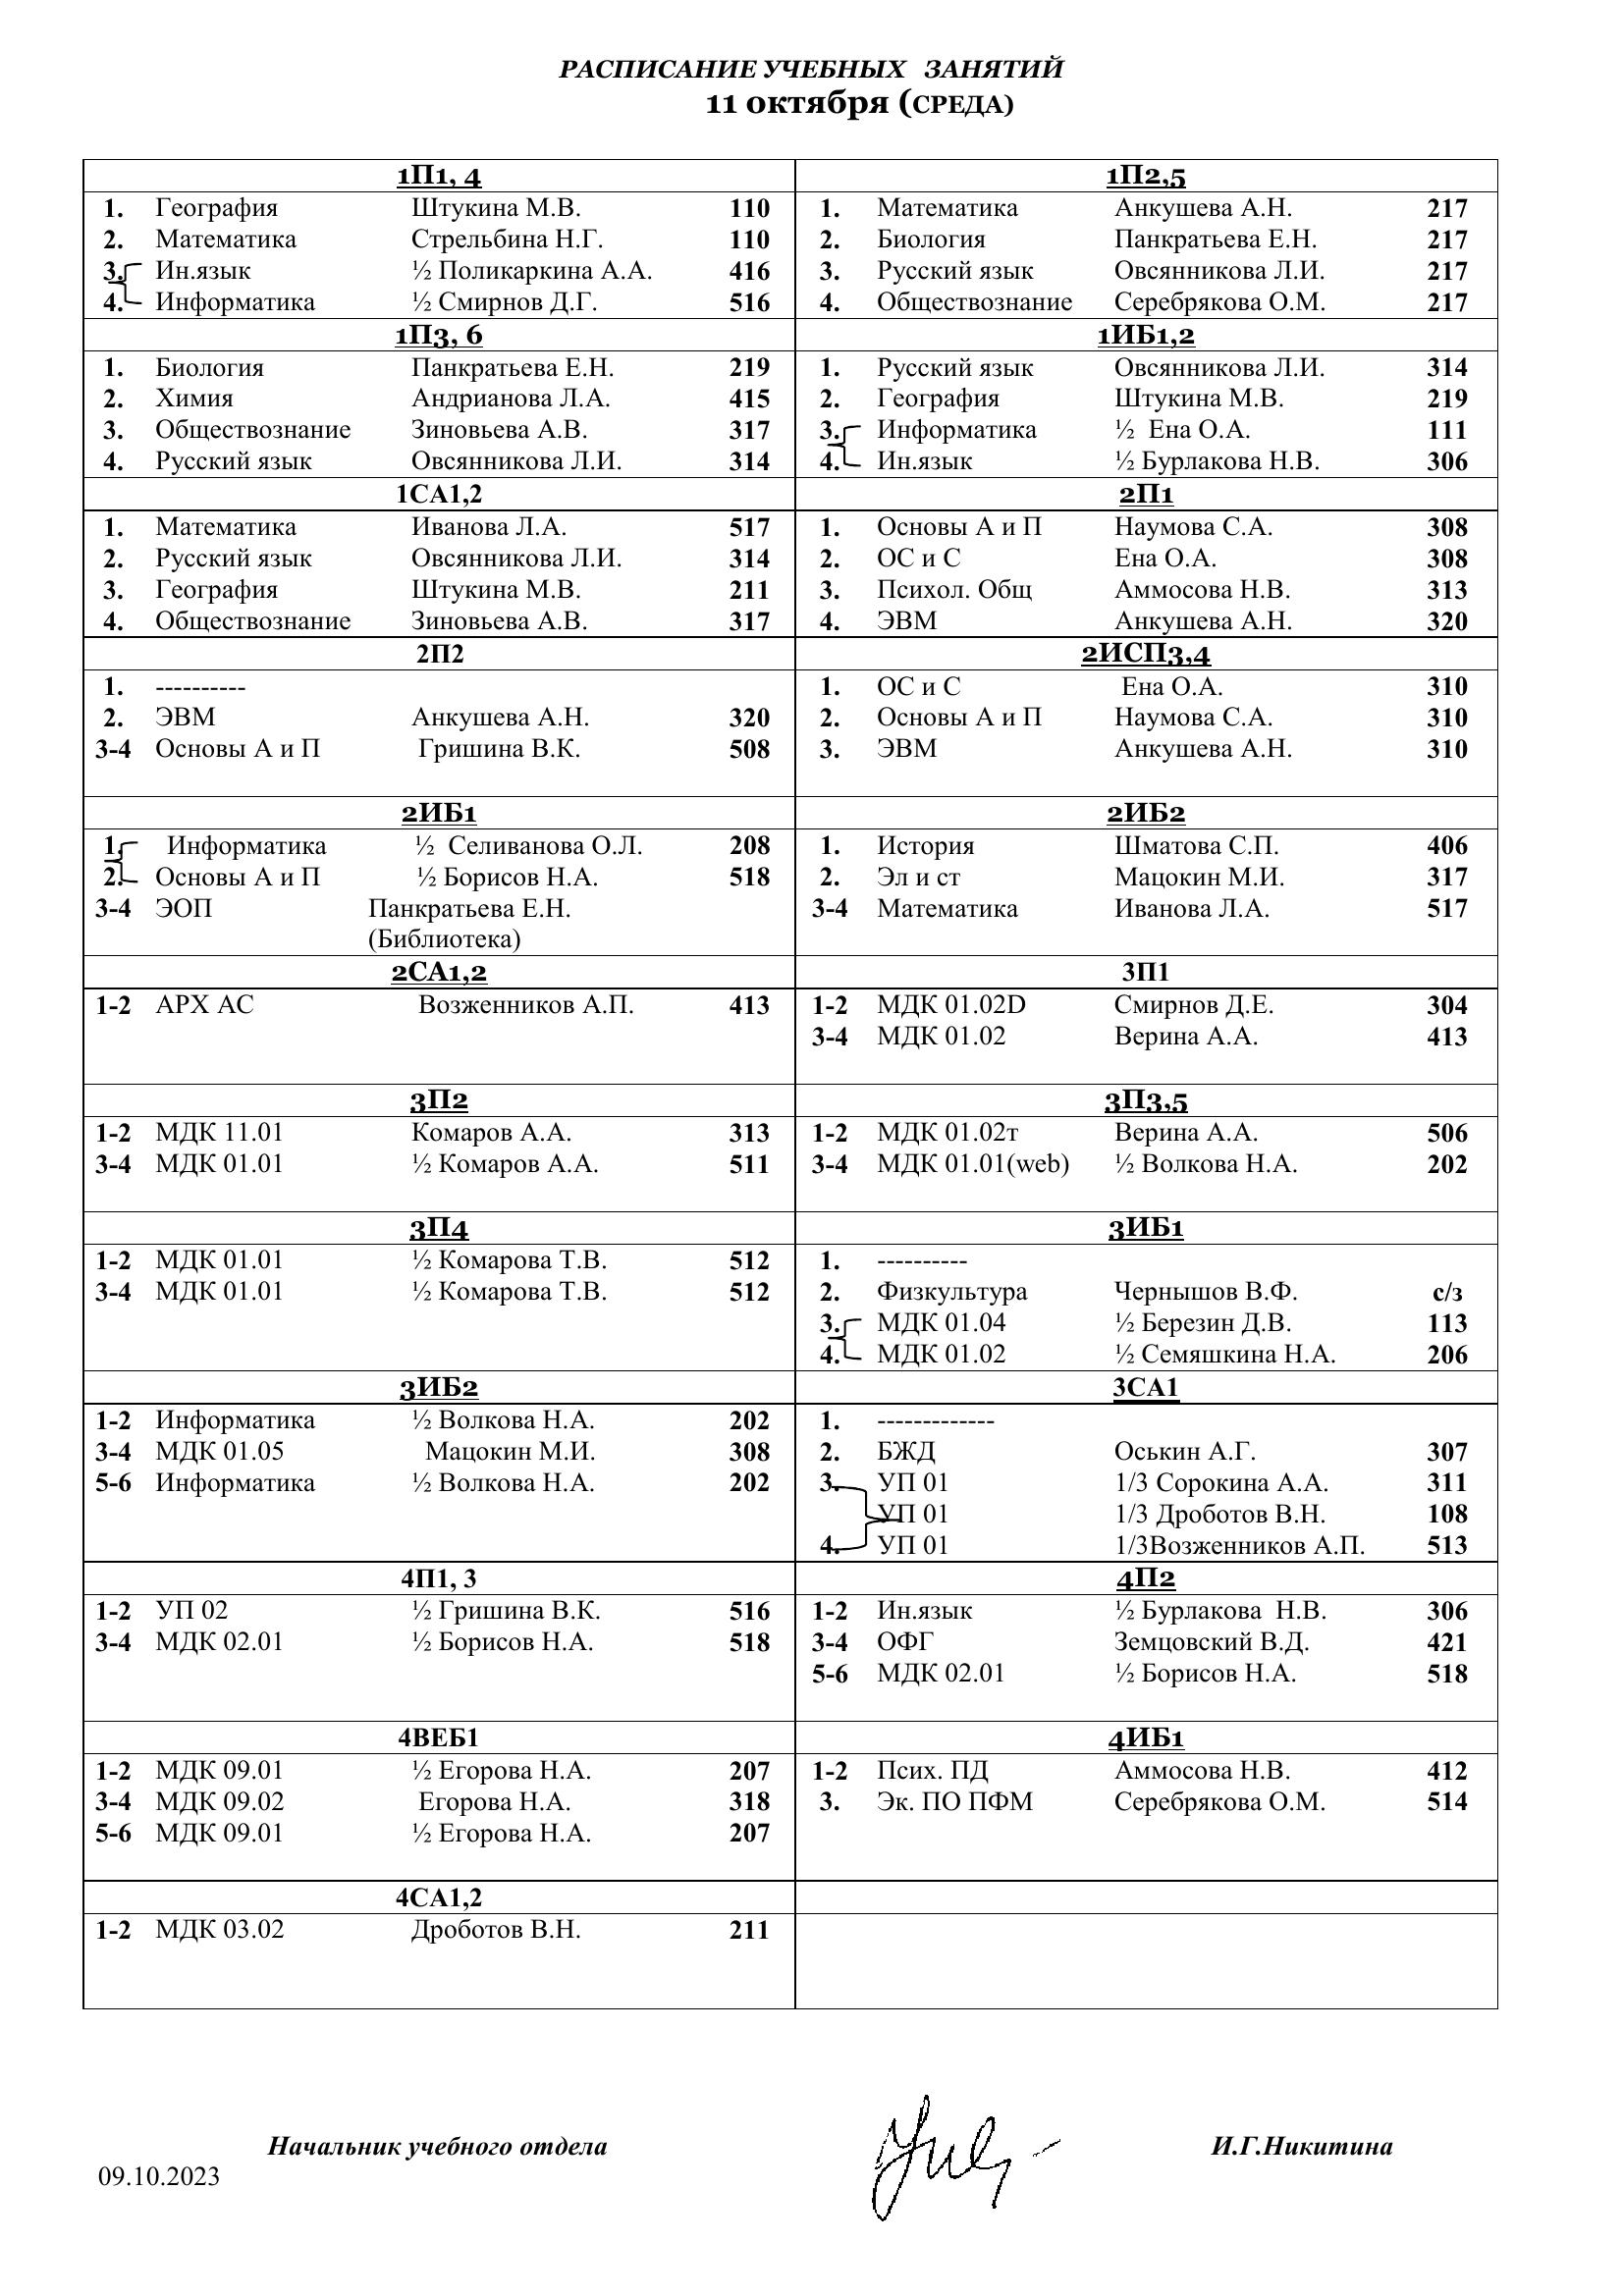 РАСПИСАНИЕ УЧЕБНЫХ ЗАНЯТИЙ
11 октября (СРЕДА)
1П1, 4
1. География Штукина М.В. 110
2. Математика Стрельбина Н.Г. 110
3. Ин.язык ½ Поликаркина А.А. 416
4. Информатика ½ Смирнов Д.Г. 516
1П2,5
1. Математика Анкушева А.Н. 217
2. Биология Панкратьева Е.Н. 217
3. Русский язык Овсянникова Л.И. 217
4. Обществознание Серебрякова О.М. 217
1П3, 6
1. Биология Панкратьева Е.Н. 219
2. Химия Андрианова Л.А. 415
3. Обществознание Зиновьева А.В. 317
4. Русский язык Овсянникова Л.И. 314
1ИБ1,2
1. Русский язык Овсянникова Л.И. 314
2. География Штукина М.В. 219
3. Информатика ½ Ена О.А. 111
4. Ин.язык ½ Бурлакова Н.В. 306
1СА1,2
1. Математика Иванова Л.А. 517
2. Русский язык Овсянникова Л.И. 314
3. География Штукина М.В. 211
4. Обществознание Зиновьева А.В. 317
2П1
1. Основы А и П Наумова С.А. 308
2. ОС и С Ена О.А. 308
3. Психол. Общ Аммосова Н.В. 313
4. ЭВМ Анкушева А.Н. 320
2П2
1. ----------
2. ЭВМ Анкушева А.Н. 320
3-4 Основы А и П Гришина В.К. 508
2ИСП3,4
1. ОС и С Ена О.А. 310
2. Основы А и П Наумова С.А. 310
3. ЭВМ Анкушева А.Н. 310
2ИБ1
1. Информатика ½ Селиванова О.Л. 208
2. Основы А и П ½ Борисов Н.А. 518
3-4 ЭОП Панкратьева Е.Н.
(Библиотека)
2ИБ2
1. История Шматова С.П. 406
2. Эл и ст Мацокин М.И. 317
3-4 Математика Иванова Л.А. 517
2СА1,2
1-2 АРХ АС Возженников А.П. 413
3П1
1-2 МДК 01.02D Смирнов Д.Е. 304
3-4 МДК 01.02 Верина А.А. 413
3П2
1-2 МДК 11.01 Комаров А.А. 313
3-4 МДК 01.01 ½ Комаров А.А. 511
3П3,5
1-2 МДК 01.02т Верина А.А. 506
3-4 МДК 01.01(web) ½ Волкова Н.А. 202
3П4
1-2 МДК 01.01 ½ Комарова Т.В. 512
3-4 МДК 01.01 ½ Комарова Т.В. 512
3ИБ1
1. ----------
2. Физкультура Чернышов В.Ф. с/з
3. МДК 01.04 ½ Березин Д.В. 113
4. МДК 01.02 ½ Семяшкина Н.А. 206
3ИБ2
1-2 Информатика ½ Волкова Н.А. 202
3-4 МДК 01.05 Мацокин М.И. 308
5-6 Информатика ½ Волкова Н.А. 202
3СА1
1. -------------
2. БЖД Оськин А.Г. 307
3. УП 01 1/3 Сорокина А.А. 311
УП 01 1/3 Дроботов В.Н. 108
4. УП 01 1/3Возженников А.П. 513
4П1, 3
1-2 УП 02 ½ Гришина В.К. 516
3-4 МДК 02.01 ½ Борисов Н.А. 518
4П2
1-2 Ин.язык ½ Бурлакова Н.В. 306
3-4 ОФГ Земцовский В.Д. 421
5-6 МДК 02.01 ½ Борисов Н.А. 518
4ВЕБ1
1-2 МДК 09.01 ½ Егорова Н.А. 207
3-4 МДК 09.02 Егорова Н.А. 318
5-6 МДК 09.01 ½ Егорова Н.А. 207
4ИБ1
1-2 Псих. ПД Аммосова Н.В. 412
3. Эк. ПО ПФМ Серебрякова О.М. 514
4СА1,2
1-2 МДК 03.02 Дроботов В.Н. 211
Начальник учебного отдела И.Г.Никитина
09.10.2023